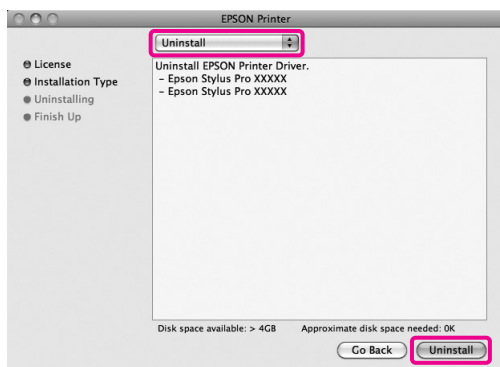 EPSON Printer
Uninstall
License
Installation Type
Uninstalling
Finish Up
Uninstall EPSON Printer Driver.
– Epson Stylus Pro XXXXX
– Epson Stylus Pro XXXXX
Disk space available: > 4GB Approximate disk space needed: 0K
Go Back Uninstall